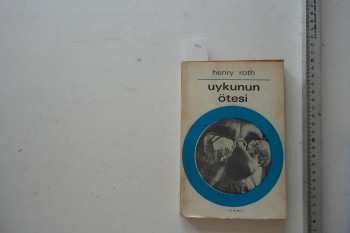 henry roth
uykunun
ötesi